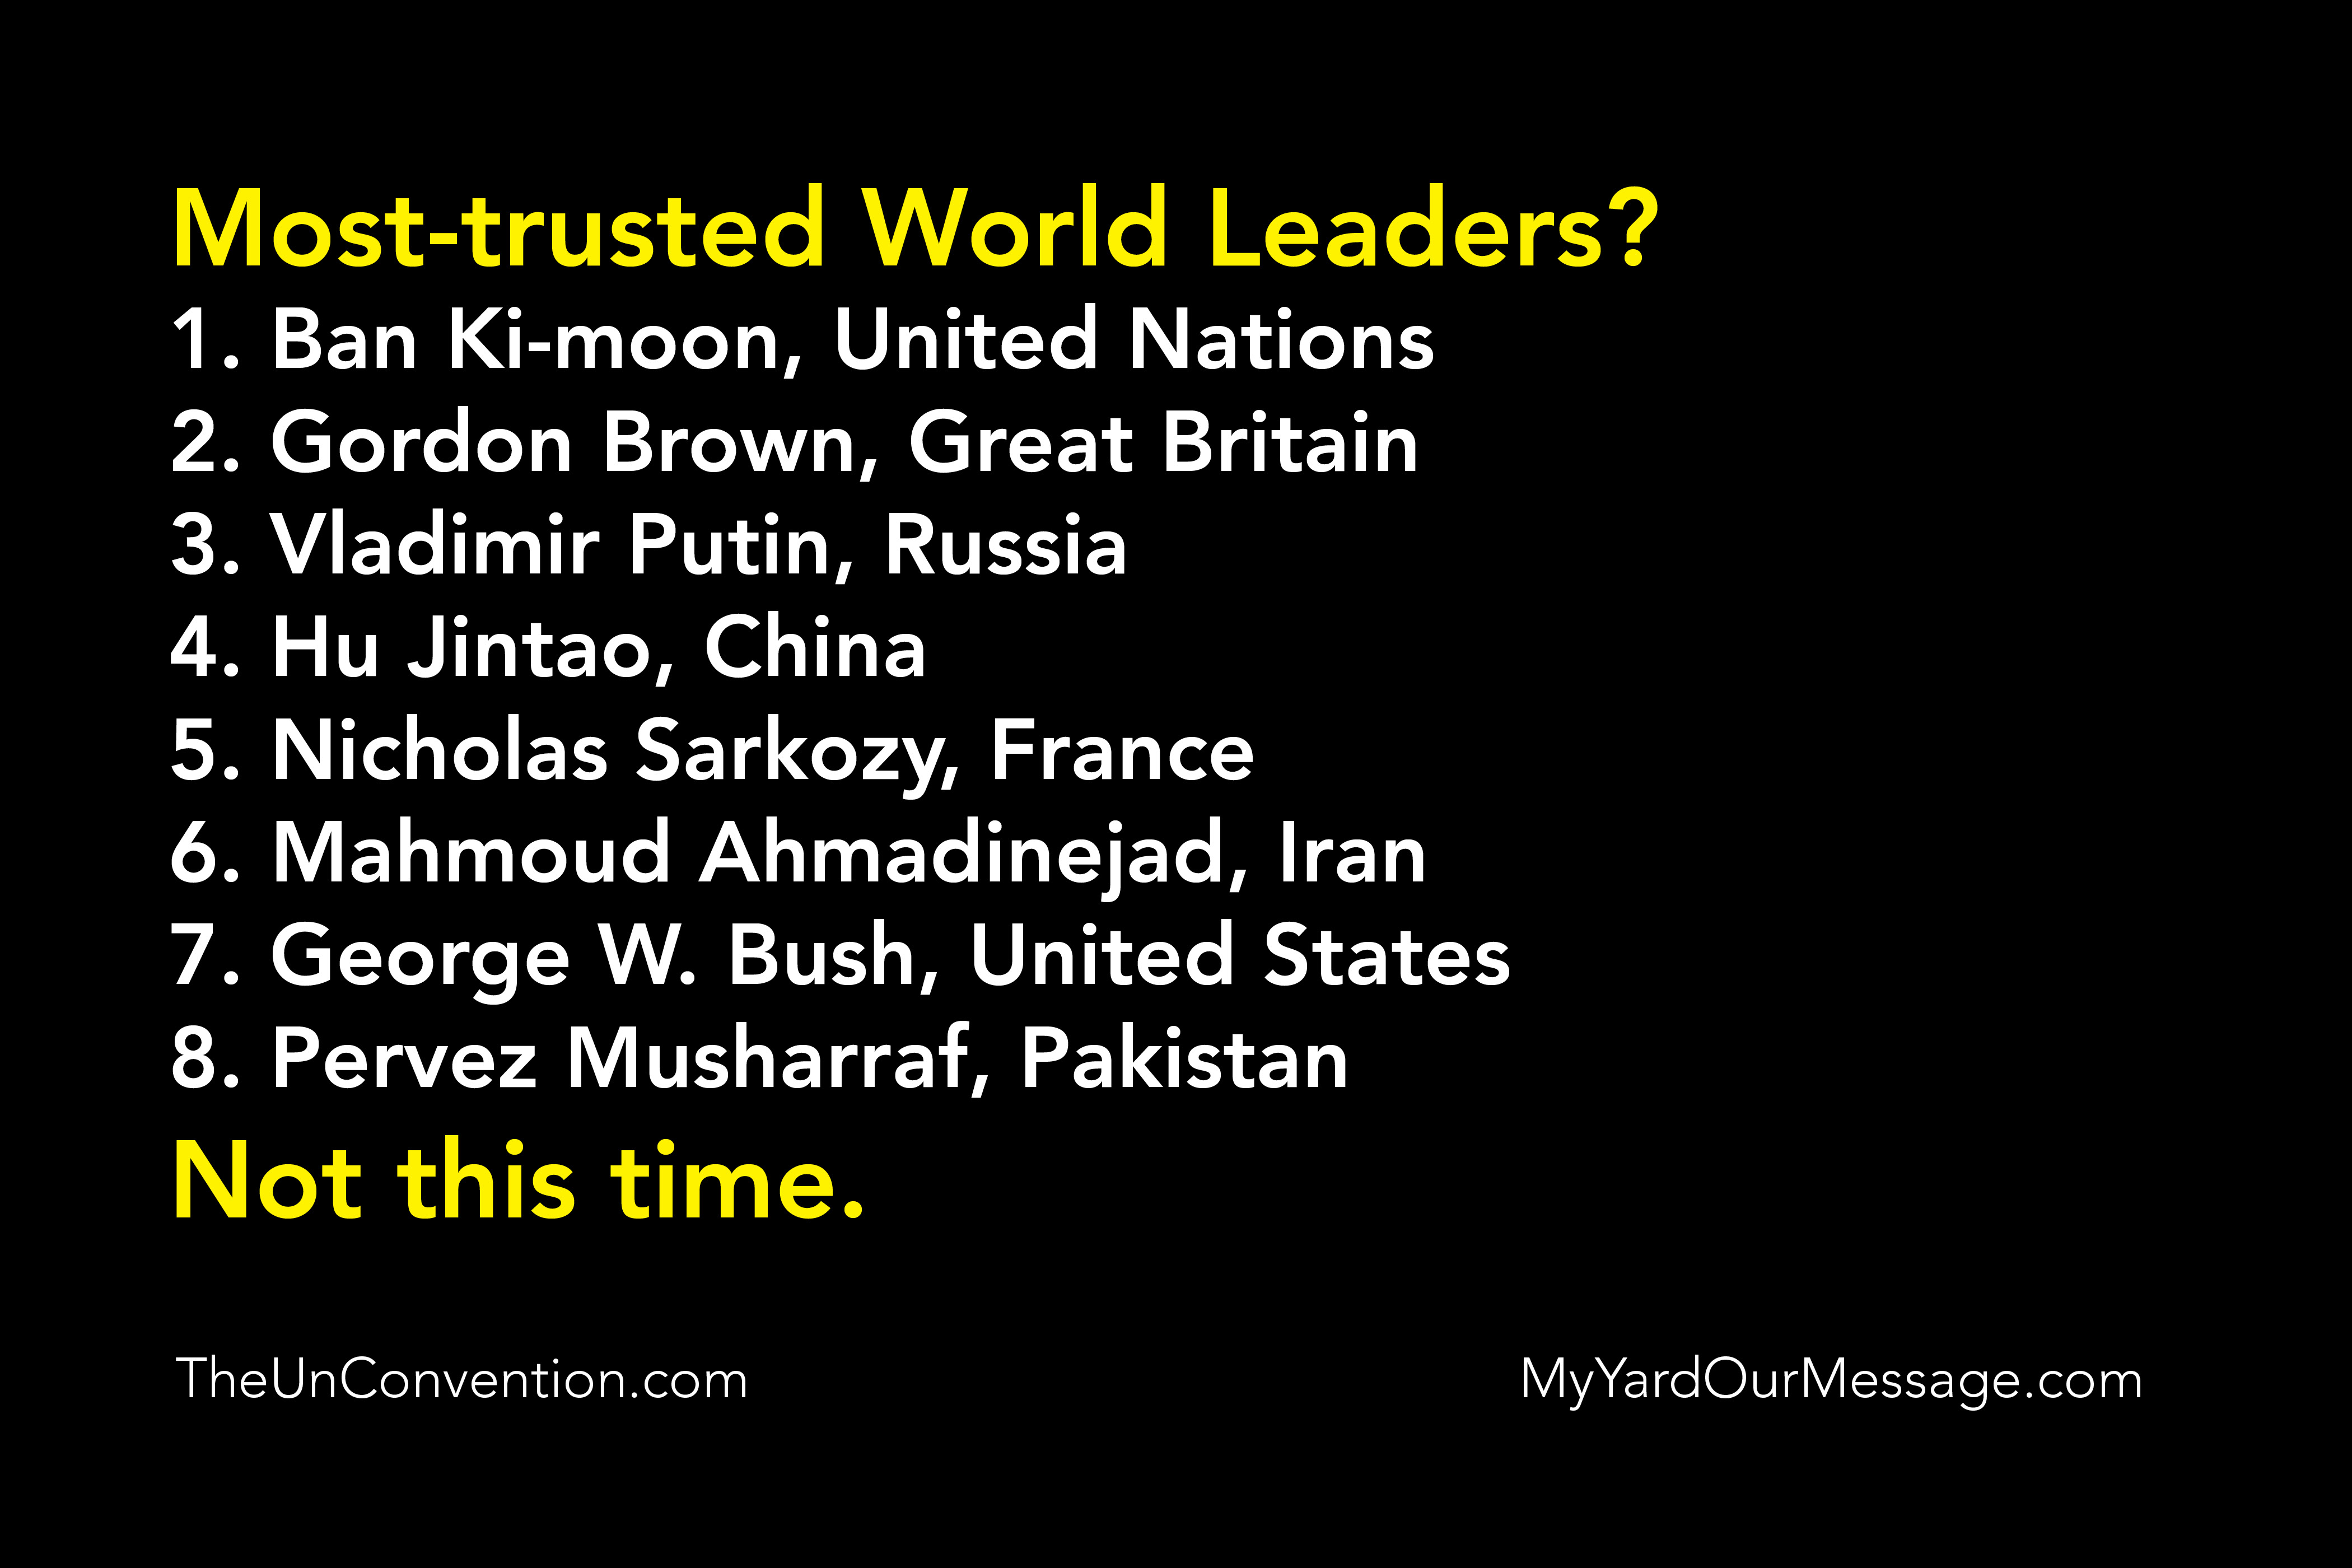 Most-trusted World Leaders?
1. Ban Ki-moon, United Nations
2. Gordon Brown, Great Britain
3. Vladimir Putin, Russia
4. Hu Jintao, China
5. Nicholas Sarkozy, France
6. Mahmoud Ahmadinejad, Iran
7. George W. Bush, United States
8. Pervez Musharraf, Pakistan
Not this time.
TheUnConvention.com
MyYardOurMessage.com